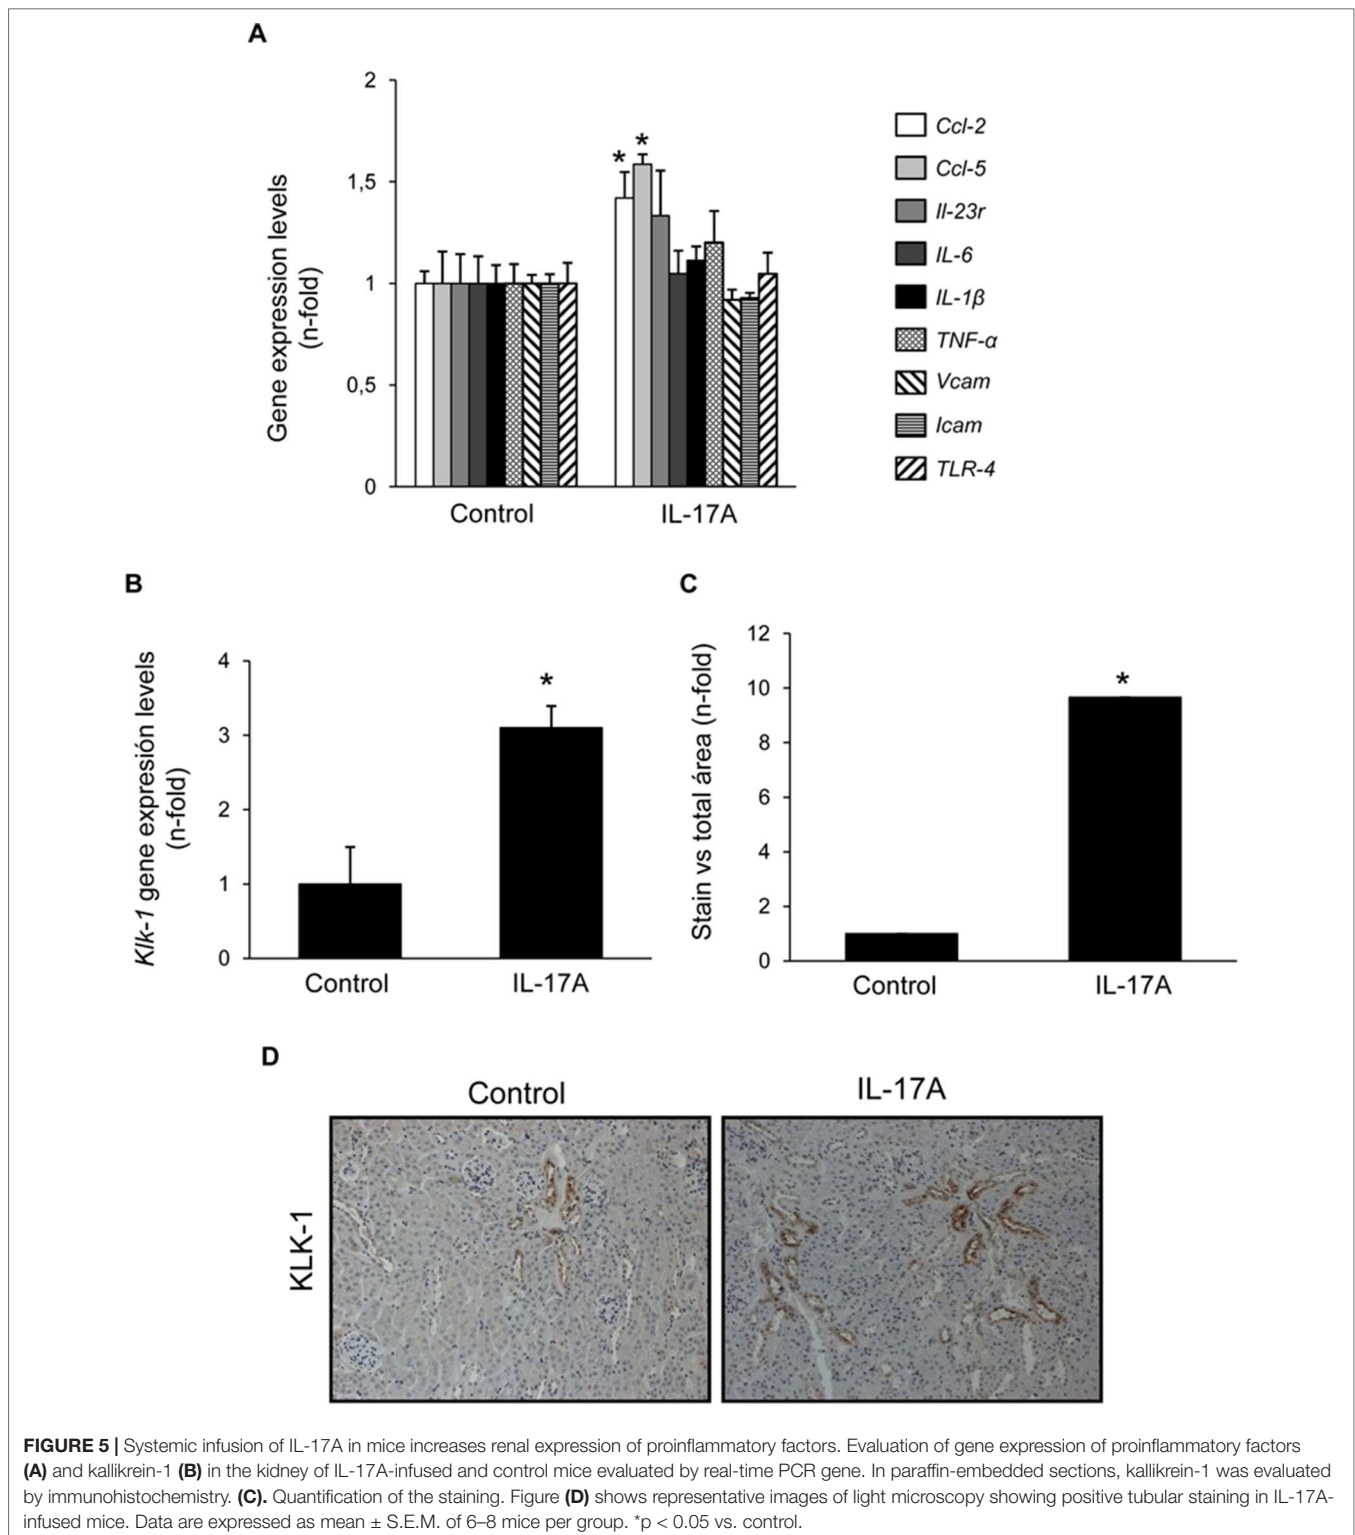 A
2
1,5
1
0,5
0
Gene expression levels
(n-fold)
* *
Control IL-17A
Ccl-2
Ccl-5
Il-23r
IL-6
IL-1β
TNF-α
Vcam
Icam
TLR-4
B
4
3
2
1
0
Klk-1 gene expresión levels
(n-fold)
*
Control IL-17A
C
12
10
8
6
4
2
0
Stain vs total área (n-fold)
*
Control IL-17A
D
Control IL-17A
KLK-1
FIGURE 5 | Systemic infusion of IL-17A in mice increases renal expression of proinflammatory factors. Evaluation of gene expression of proinflammatory factors
(A) and kallikrein-1 (B) in the kidney of IL-17A-infused and control mice evaluated by real-time PCR gene. In paraffin-embedded sections, kallikrein-1 was evaluated
by immunohistochemistry. (C). Quantification of the staining. Figure (D) shows representative images of light microscopy showing positive tubular staining in IL-17A-
infused mice. Data are expressed as mean ± S.E.M. of 6–8 mice per group. *p < 0.05 vs. control.